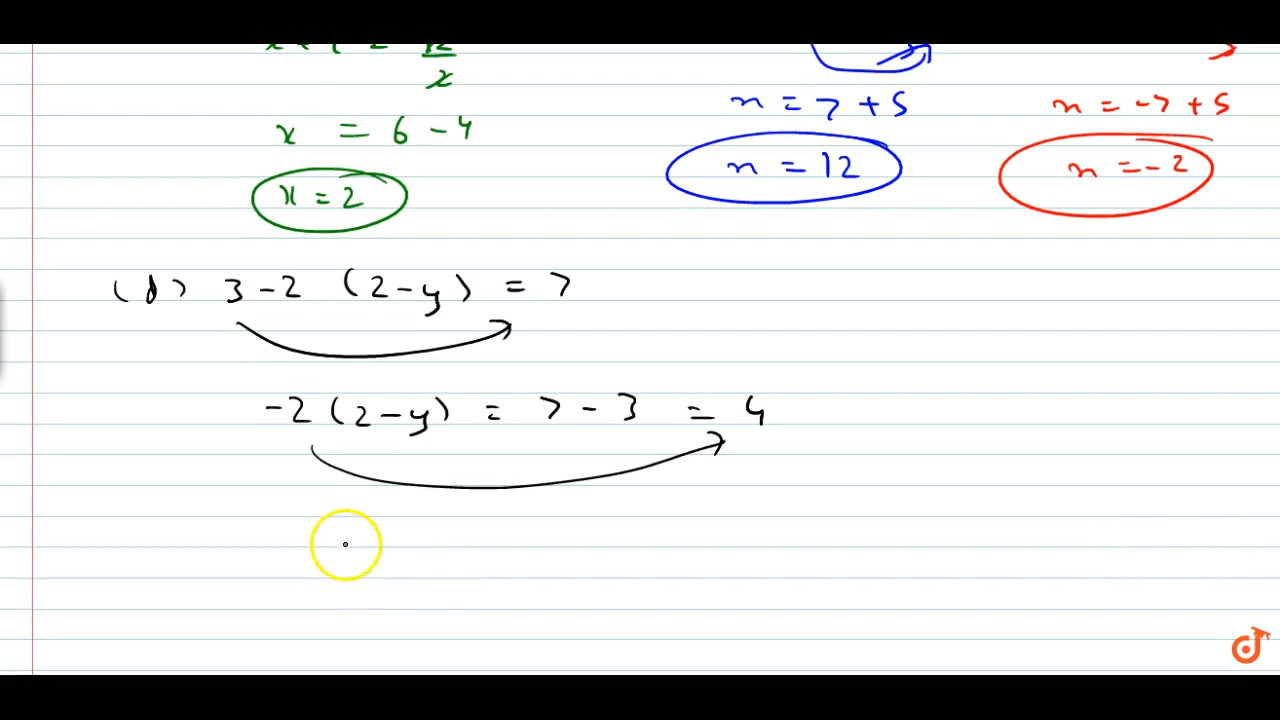 x = 6 - 4
x = 2
n = 7 + 5
n = 12
n = -7 + 5
n = -2
(d) 3 - 2 (2 - y) = 7
-2 (2 - y) = 7 - 3 = 4